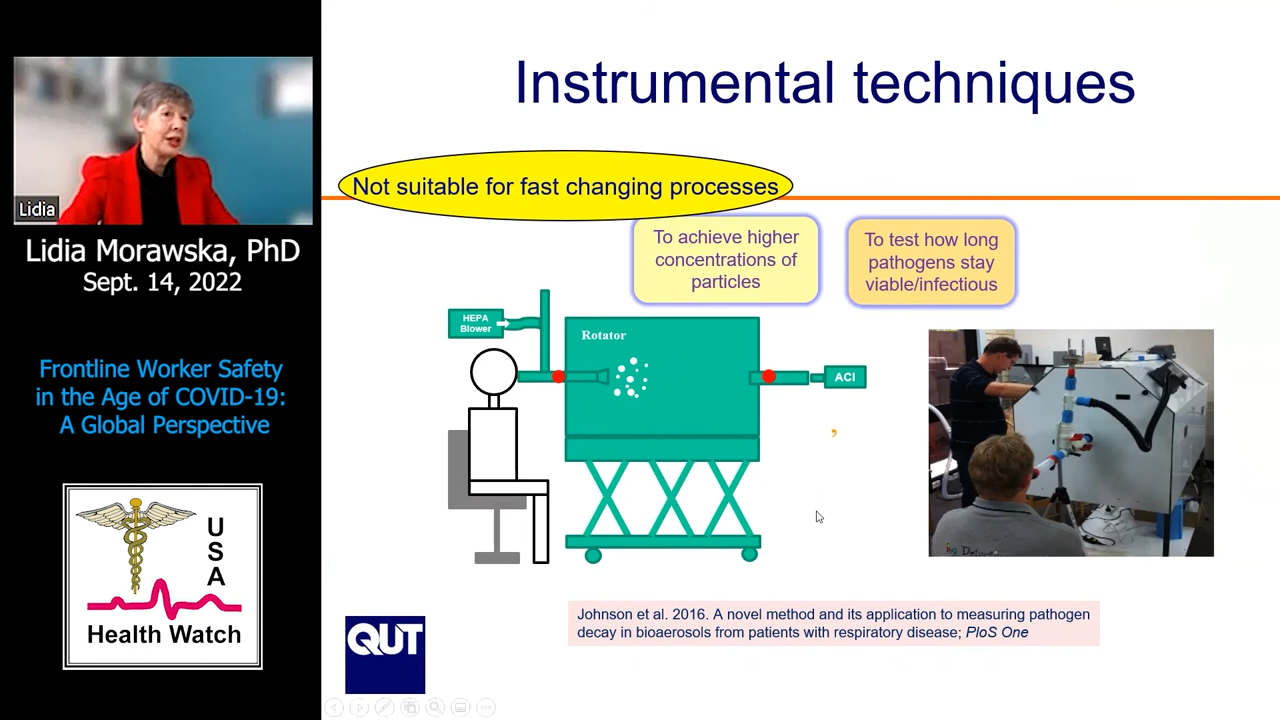 Instrumental techniques
Not suitable for fast changing processes
To achieve higher
concentrations of
particles
To test how long
pathogens stay
viable/infectious
HEPA
Blower
Rotator
ACI
,
Johnson et al. 2016. A novel method and its application to measuring pathogen
decay in bioaerosols from patients with respiratory disease; PloS One
QUT
Lidia
Lidia Morawska, PhD
Sept. 14, 2022
Frontline Worker Safety
in the Age of COVID-19:
A Global Perspective
USA
Health Watch